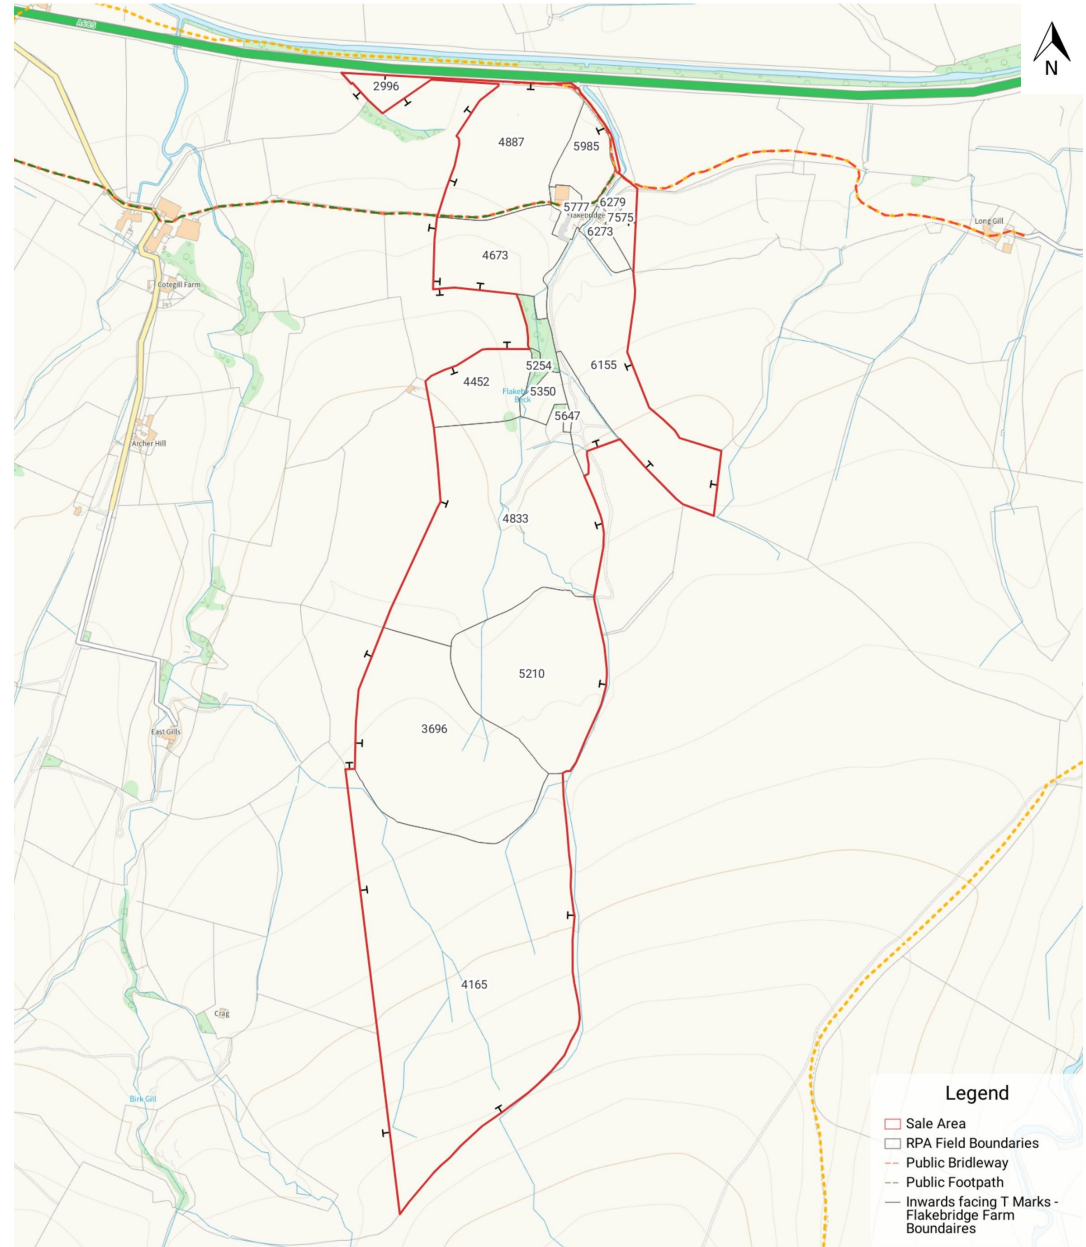 A685
N
2996
4887
5985
6279
5777
7575
Flakebridge
6273
Long Gill
4673
Cotegill Farm
5254
6155
4452
5350
Beck
5647
Archer Hill
4833
5210
3696
East Gills
4165
Crag
Birk Gill
Legend
Sale Area
RPA Field Boundaries
Public Bridleway
Public Footpath
Inwards facing T Marks -
Flakebridge Farm
Boundaires